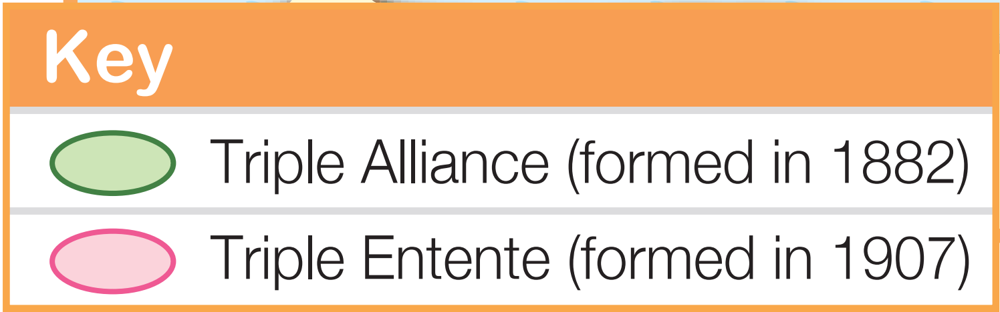 Key
Triple Alliance (formed in 1882)
Triple Entente (formed in 1907)